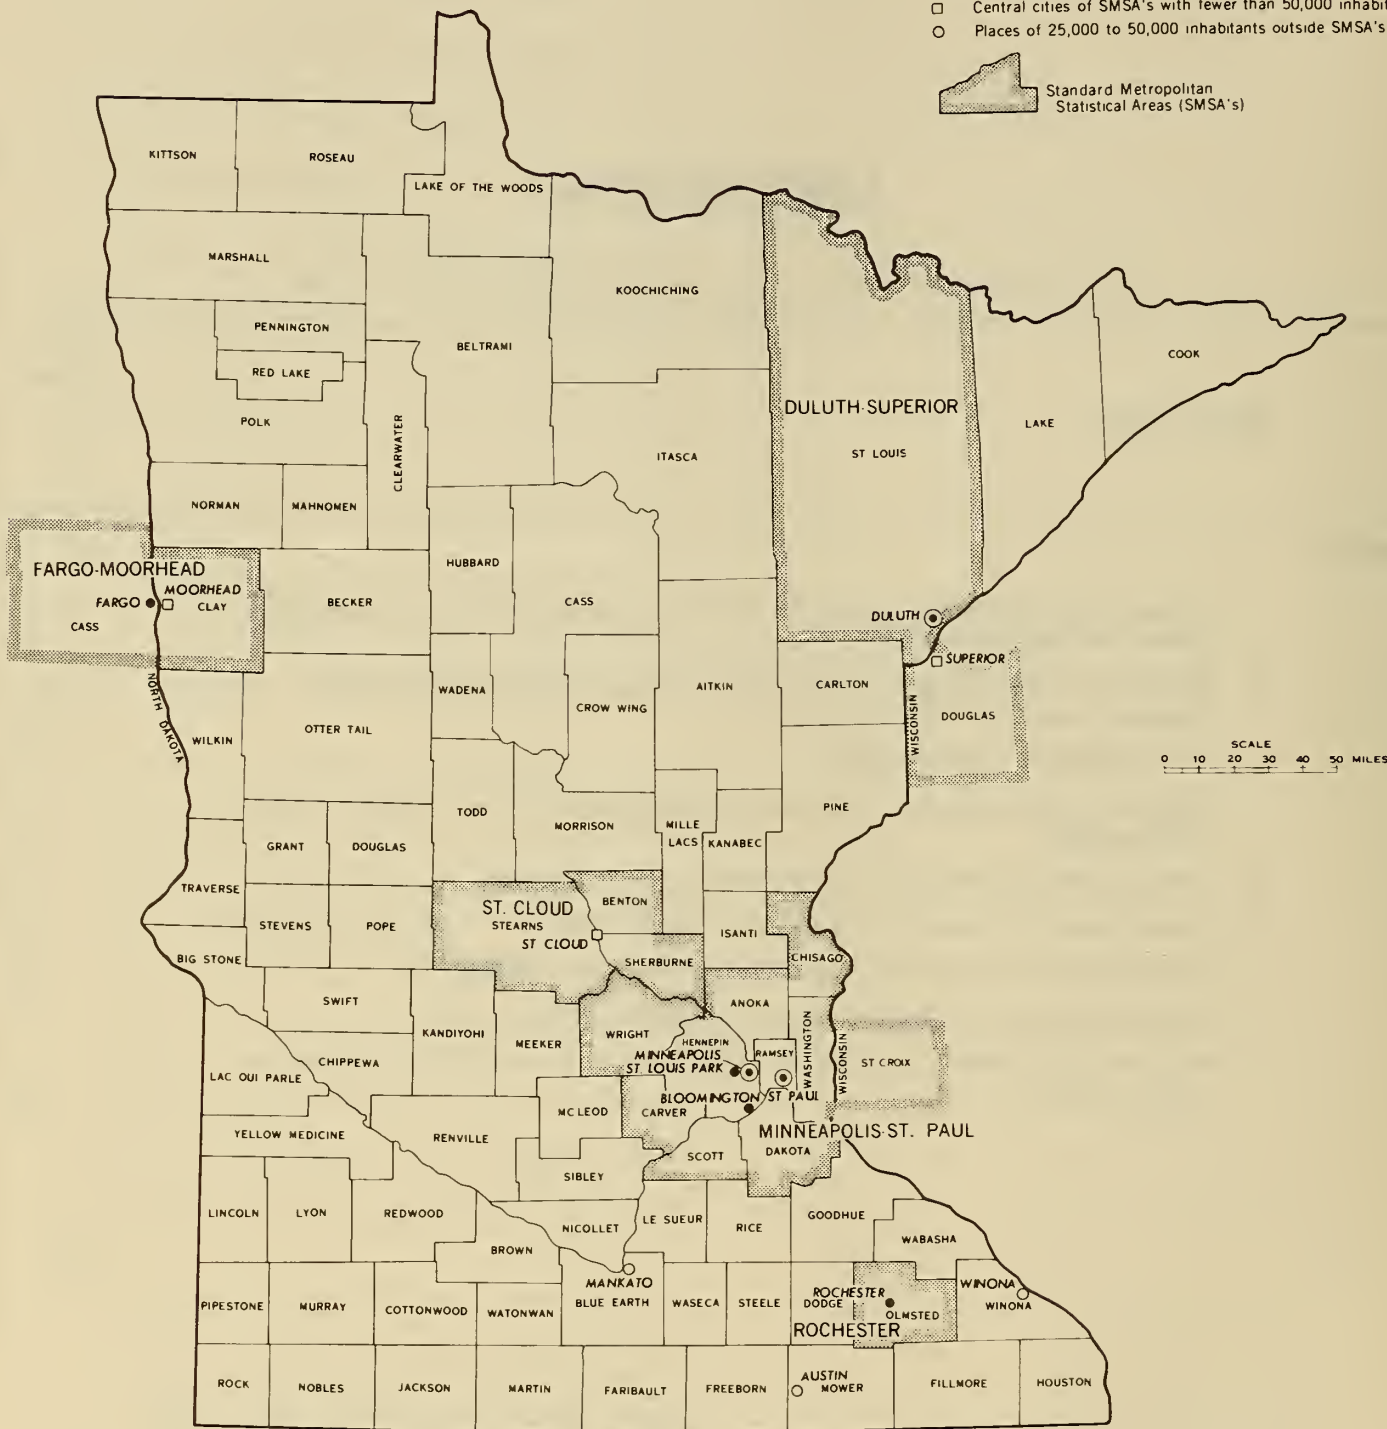 Central cities of SMSA's with fewer than 50,000
Places of 25,000 to 50,000 inhabitants outside SMSA's
Standard Metropolitan
Statistical Areas (SMSA's)
KITTSON
ROSEAU
LAKE OF THE WOODS
MARSHALL
KOOCHICHING
PENNINGTON
BELTRAMI
RED LAKE
COOK
DULUTH-SUPERIOR
POLK
CLEARWATER
LAKE
ITASCA
ST LOUIS
NORMAN
MAHNOMEN
HUBBARD
FARGO-MOORHEAD
MOORHEAD
FARGO
CLAY
BECKER
CASS
CASS
DULUTH
SUPERIOR
NORTH DAKOTA
WADENA
AITKIN
CARLTON
CROW WING
WISCONSIN
DOUGLAS
WILKIN
OTTER TAIL
SCALE
0 10 20 30 40 50 MILES
TODD
MORRISON
MILLE
LACS
KANABEC
PINE
GRANT
DOUGLAS
TRAVERSE
STEVENS
POPE
ST. CLOUD
STEARNS
ST CLOUD
BENTON
ISANTI
BIG STONE
SHERBURNE
CHISAGO
SWIFT
ANOKA
KANDIYOHI
MEEKER
WRIGHT
HENNEPIN
RAMSEY
WASHINGTON
WISCONSIN
ST CROIX
CHIPPEWA
MINNEAPOLIS
ST. LOUIS PARK
LAC QUI PARLE
BLOOMINGTON
ST PAUL
MC LEOD
CARVER
MINNEAPOLIS-ST. PAUL
YELLOW MEDICINE
RENVILLE
SCOTT
DAKOTA
SIBLEY
LINCOLN
LYON
REDWOOD
NICOLLET
LE SUEUR
RICE
GOODHUE
WABASHA
BROWN
MANKATO
BLUE EARTH
ROCHESTER
DODGE
OLMSTED
WINONA
WINONA
PIPESTONE
MURRAY
COTTONWOOD
WATONWAN
WASECA
STEELE
ROCHESTER
ROCK
NOBLES
JACKSON
MARTIN
FARIBAULT
FREEBORN
AUSTIN
MOWER
FILLMORE
HOUSTON